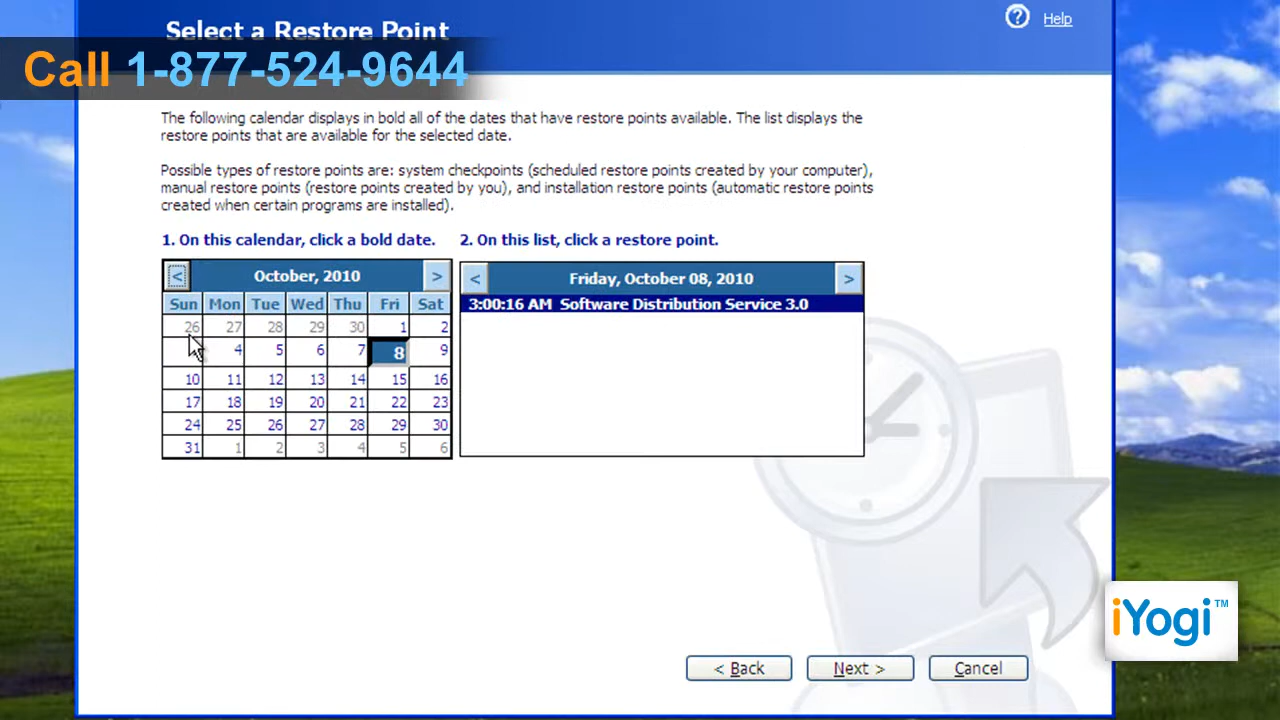 Select a Restore Point
Help
Call 1-877-524-9644
The following calendar displays in bold all of the dates that have restore points available. The list displays the
restore points that are available for the selected date.
Possible types of restore points are: system checkpoints (scheduled restore points created by your computer),
manual restore points (restore points created by you), and installation restore points (automatic restore points
created when certain programs are installed).
1. On this calendar, click a bold date.
2. On this list, click a restore point.
< October, 2010 >
Sun Mon Tue Wed Thu Fri Sat
26 27 28 29 30 1 2
4 5 6 7 8 9
10 11 12 13 14 15 16
17 18 19 20 21 22 23
24 25 26 27 28 29 30
31 1 2 3 4 5 6
< Friday, October 08, 2010 >
3:00:16 AM Software Distribution Service 3.0
iYogi™
< Back
Next >
Cancel